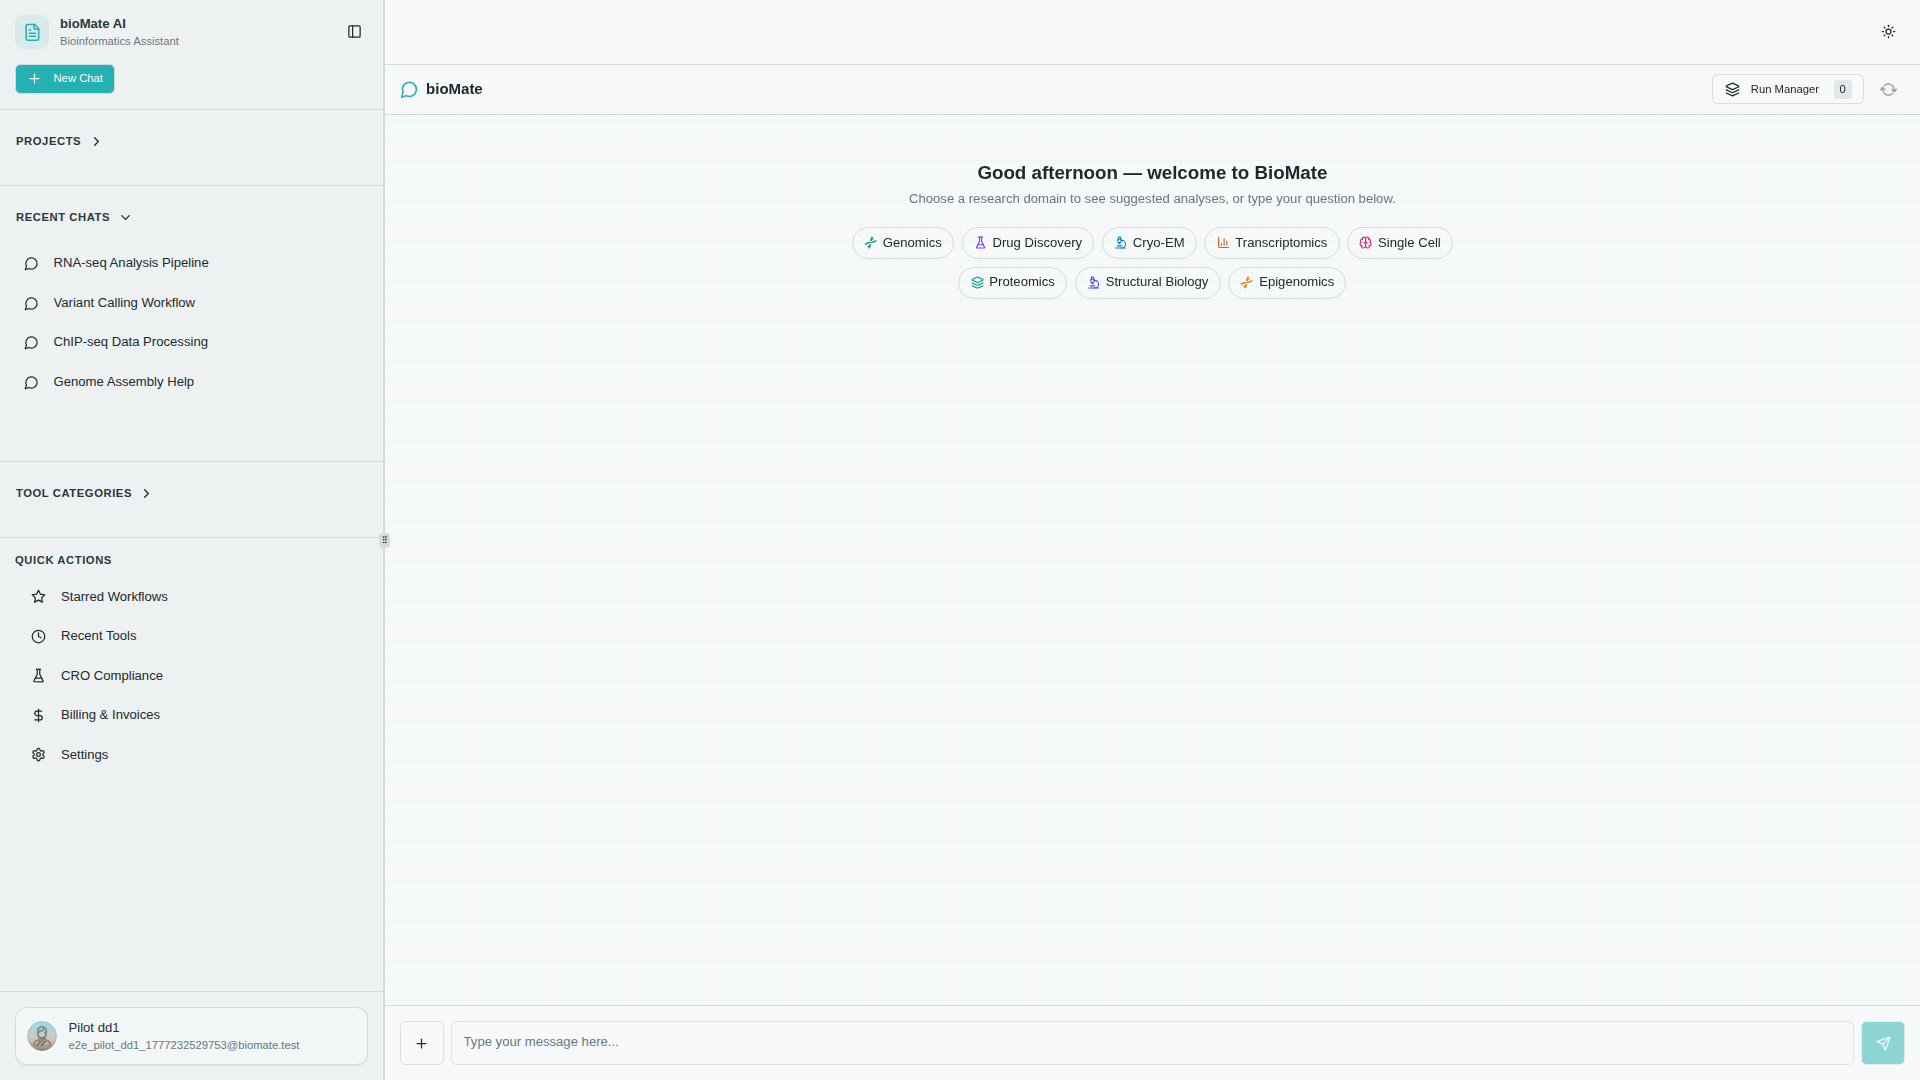 bioMate AI
Bioinformatics Assistant
New Chat
PROJECTS
RECENT CHATS
RNA-seq Analysis Pipeline
Variant Calling Workflow
ChIP-seq Data Processing
Genome Assembly Help
TOOL CATEGORIES
QUICK ACTIONS
Starred Workflows
Recent Tools
CRO Compliance
Billing & Invoices
Settings
Pilot dd1
e2e_pilot_dd1_1777232529753@biomate.test
bioMate
Run Manager 0
Good afternoon — welcome to BioMate
Choose a research domain to see suggested analyses, or type your question below.
Genomics Drug Discovery Cryo-EM Transcriptomics Single Cell
Proteomics Structural Biology Epigenomics
Type your message here...